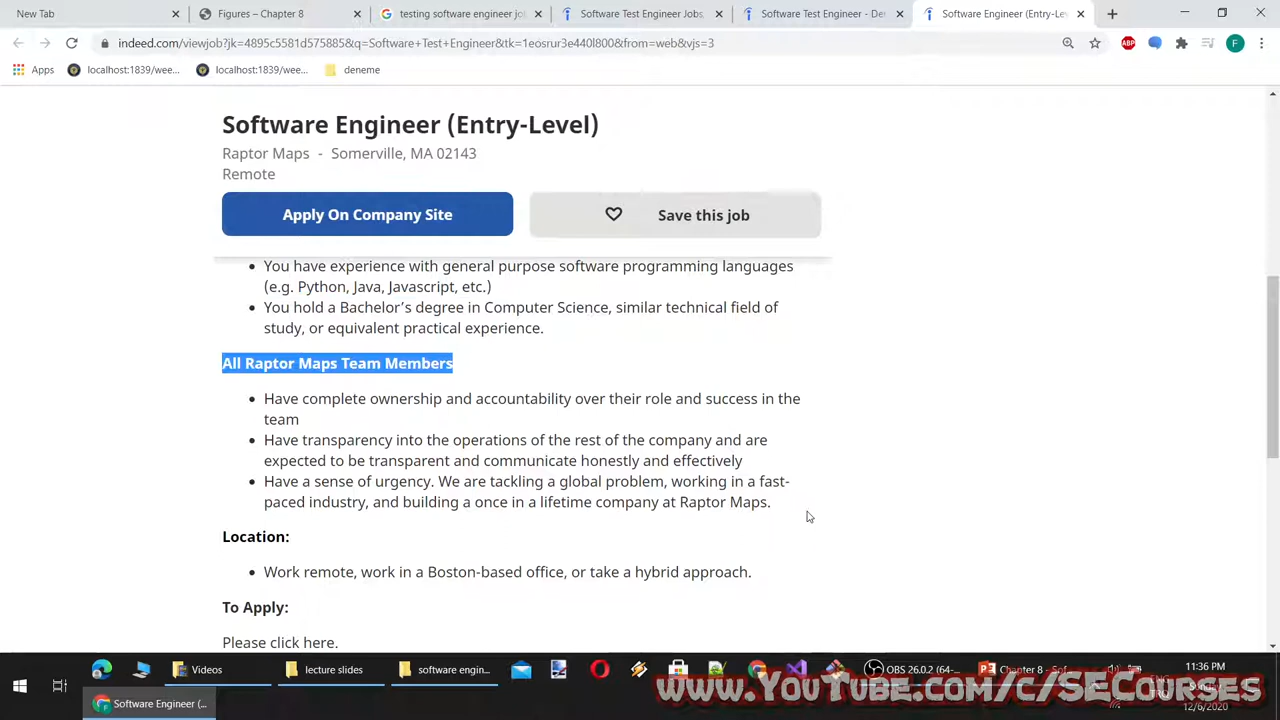 New Tab
Figures – Chapter 8
testing software engineer jo
Software Test Engineer Jobs,
Software Test Engineer - De
Software Engineer (Entry-Le
indeed.com/viewjob?jk=4895c5581d575885&q=Software+Test+Engineer&tk=1eosrur3e440l800&from=web&vjs=3
ABP
F
Apps
localhost:1839/wee...
localhost:1839/wee...
deneme
Software Engineer (Entry-Level)
Raptor Maps - Somerville, MA 02143
Remote
Apply On Company Site
Save this job
You have experience with general purpose software programming languages
(e.g. Python, Java, Javascript, etc.)
You hold a Bachelor's degree in Computer Science, similar technical field of
study, or equivalent practical experience.
All Raptor Maps Team Members
Have complete ownership and accountability over their role and success in the
team
Have transparency into the operations of the rest of the company and are
expected to be transparent and communicate honestly and effectively
Have a sense of urgency. We are tackling a global problem, working in a fast-
paced industry, and building a once in a lifetime company at Raptor Maps.
Location:
Work remote, work in a Boston-based office, or take a hybrid approach.
To Apply:
Please click here.
Videos
lecture slides
software engin...
OBS 26.0.2 (64-...
Chapter 8 - Sof...
11:36 PM
Sunday
12/6/2020
Software Engineer (...
www.YouTube.com/c/SECourses